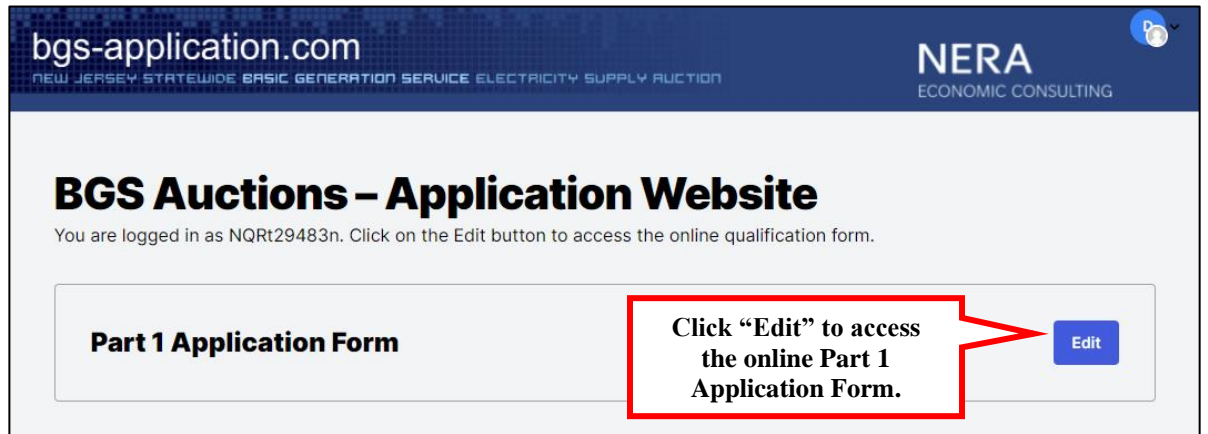 bgs-application.com
NEW JERSEY STATEWIDE BASIC GENERATION SERVICE ELECTRICITY SUPPLY AUCTION
NERA
ECONOMIC CONSULTING
D
BGS Auctions – Application Website
You are logged in as NQRt29483n. Click on the Edit button to access the online qualification form.
Part 1 Application Form
Click “Edit” to access
the online Part 1
Application Form.
Edit